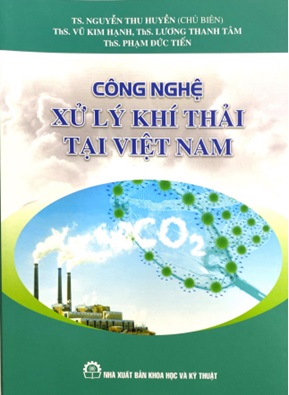 TS. NGUYỄN THU HUYỀN (CHỦ BIÊN)
ThS. VŨ KIM HẠNH, ThS. LƯƠNG THANH TÂM
ThS. PHẠM ĐỨC TIẾN
CÔNG NGHỆ
XỬ LÝ KHÍ THẢI
TẠI VIỆT NAM
CO2
NHÀ XUẤT BẢN KHOA HỌC VÀ KỸ THUẬT